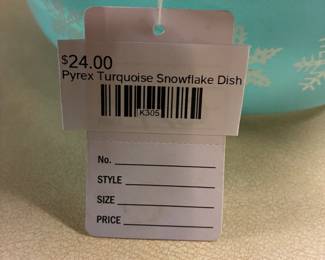 $24.00
Pyrex Turquoise Snowflake Dish
K305
No.
STYLE
SIZE
PRICE